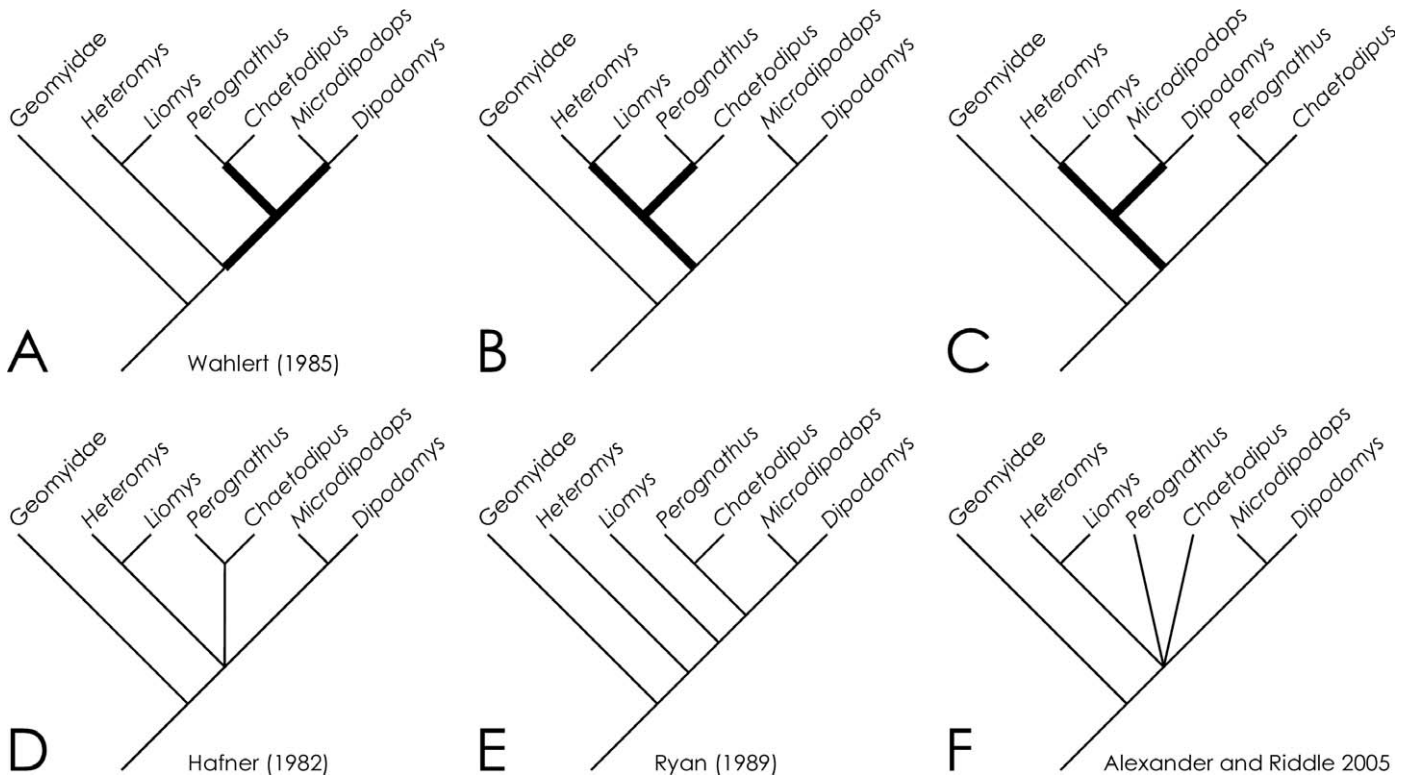 Geomyidae
Heteromys
Liomys
Perognathus
Chaetodipus
Microdipodops
Dipodomys
A
Wahlert (1985)
Geomyidae
Heteromys
Liomys
Perognathus
Chaetodipus
Microdipodops
Dipodomys
B
Geomyidae
Heteromys
Liomys
Microdipodops
Dipodomys
Perognathus
Chaetodipus
C
Geomyidae
Heteromys
Liomys
Perognathus
Chaetodipus
Microdipodops
Dipodomys
D
Hafner (1982)
Geomyidae
Heteromys
Liomys
Perognathus
Chaetodipus
Microdipodops
Dipodomys
E
Ryan (1989)
Geomyidae
Heteromys
Liomys
Perognathus
Chaetodipus
Microdipodops
Dipodomys
F
Alexander and Riddle 2005